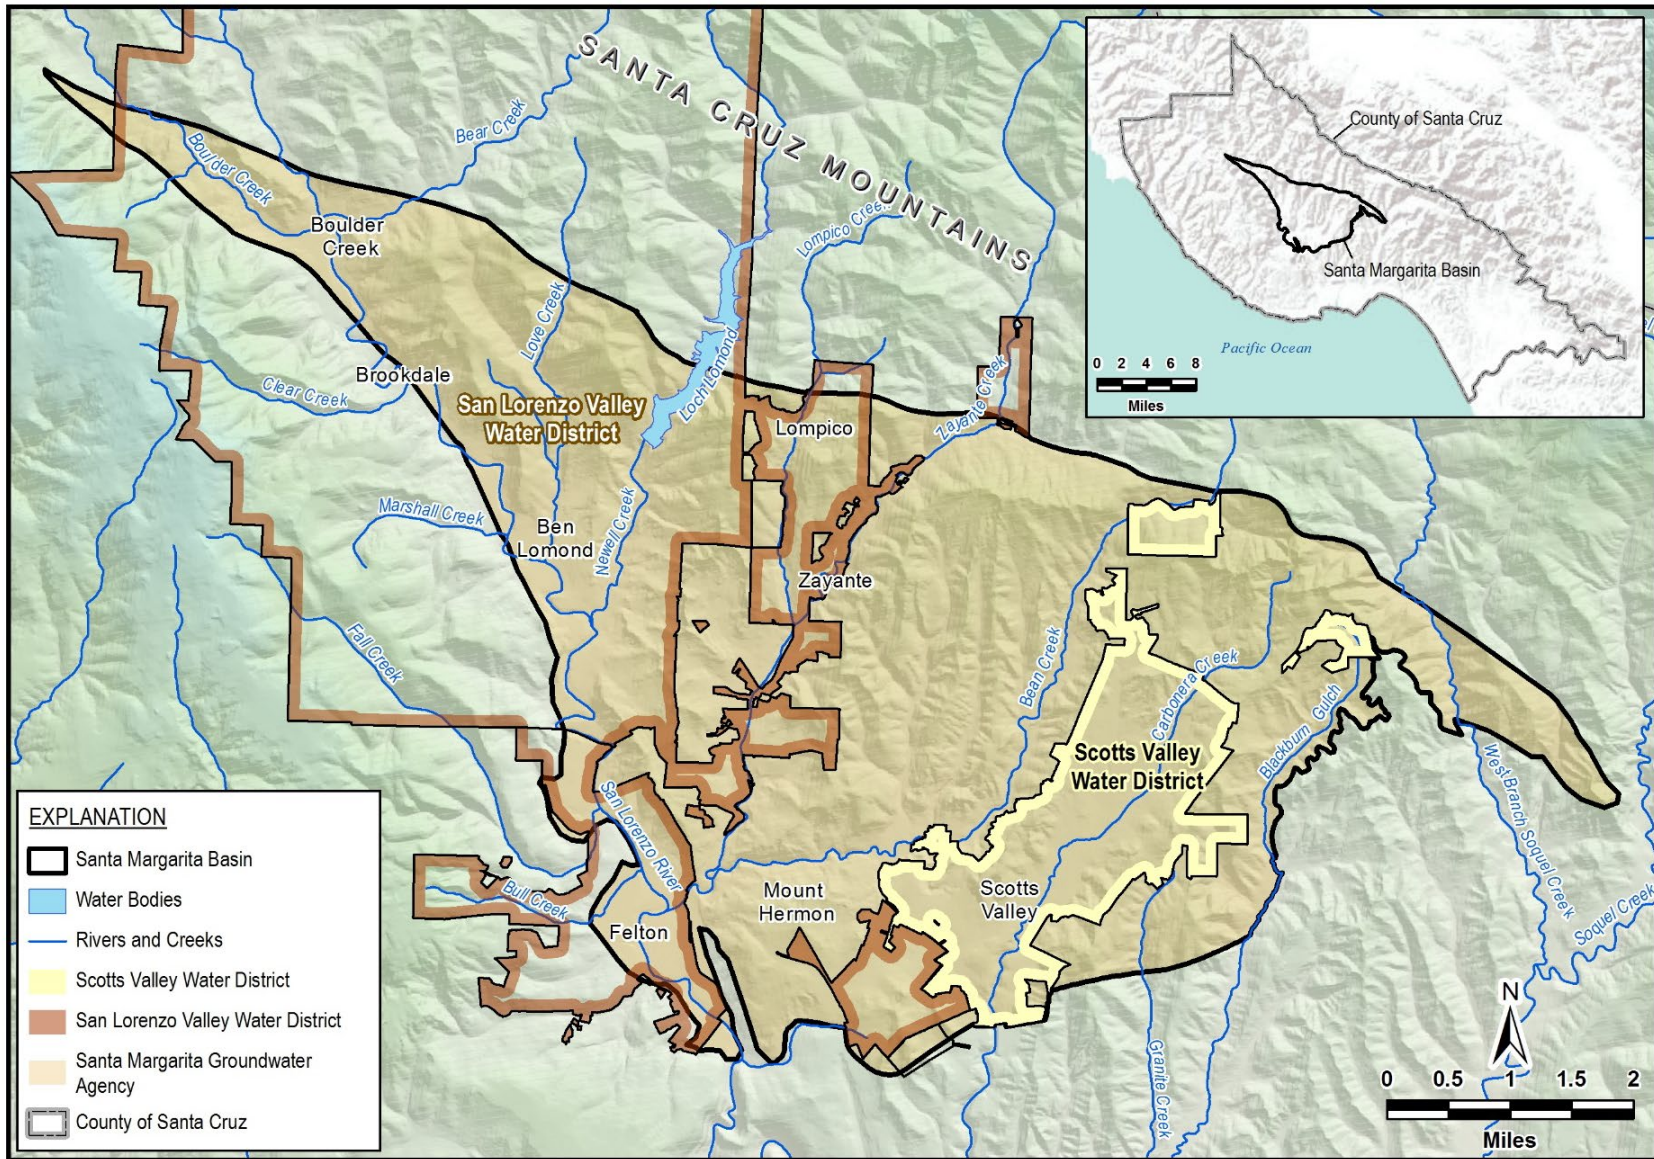 SANTA CRUZ MOUNTAINS
Bear Creek
Boulder Creek
Boulder
Creek
Lompico Creek
Love Creek
Loch Lomond
Brookdale
Clear Creek
San Lorenzo Valley
Water District
Lompico
Zayante Creek
Marshall Creek
Ben
Lomond
Newell Creek
Zayante
Fall Creek
Bean Creek
Carbonera Creek
Blackburn Gulch
Scotts Valley
Water District
West Branch Soquel Creek
Soquel Creek
San Lorenzo River
Bull Creek
Felton
Mount
Hermon
Scotts
Valley
Granite Creek
County of Santa Cruz
Santa Margarita Basin
Pacific Ocean
0 2 4 6 8
Miles
EXPLANATION
Santa Margarita Basin
Water Bodies
Rivers and Creeks
Scotts Valley Water District
San Lorenzo Valley Water District
Santa Margarita Groundwater
Agency
County of Santa Cruz
N
0 0.5 1 1.5 2
Miles